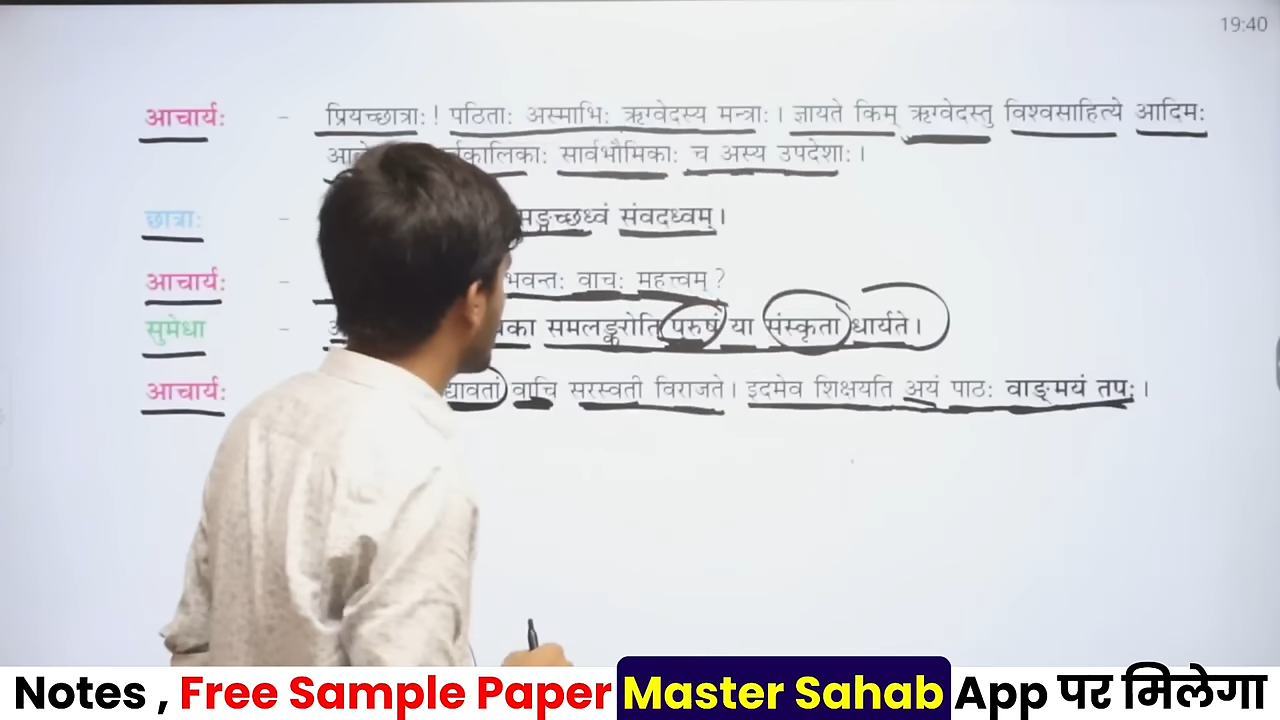 19:40
आचार्यः - प्रियच्छात्राः! पठिताः अस्माभिः ऋग्वेदस्य मन्त्राः। ज्ञायते किम् ऋग्वेदस्तु विश्वसाहित्ये आदिमः
सार्वभौमिकाः च अस्य उपदेशाः।
छात्राः - सङ्गच्छध्वं संवदध्वम्।
आचार्यः - भवन्तः वाचः महत्त्वम्?
सुमेधा - समलङ्करोति परुषं या संस्कृता धार्यते।
आचार्यः वाचि सरस्वती विराजते। इदमेव शिक्षयति अयं पाठः वाङ्मयं तपः।
Notes , Free Sample Paper Master Sahab App पर मिलेगा